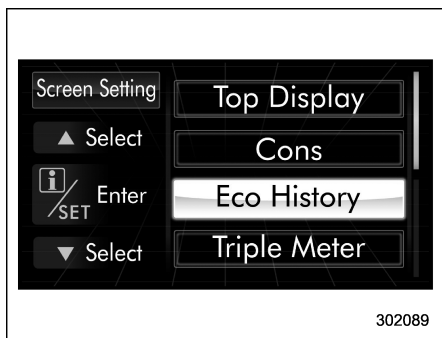 Screen Setting
▲ Select
i/SET Enter
▼ Select
Top Display
Cons
Eco History
Triple Meter
302089